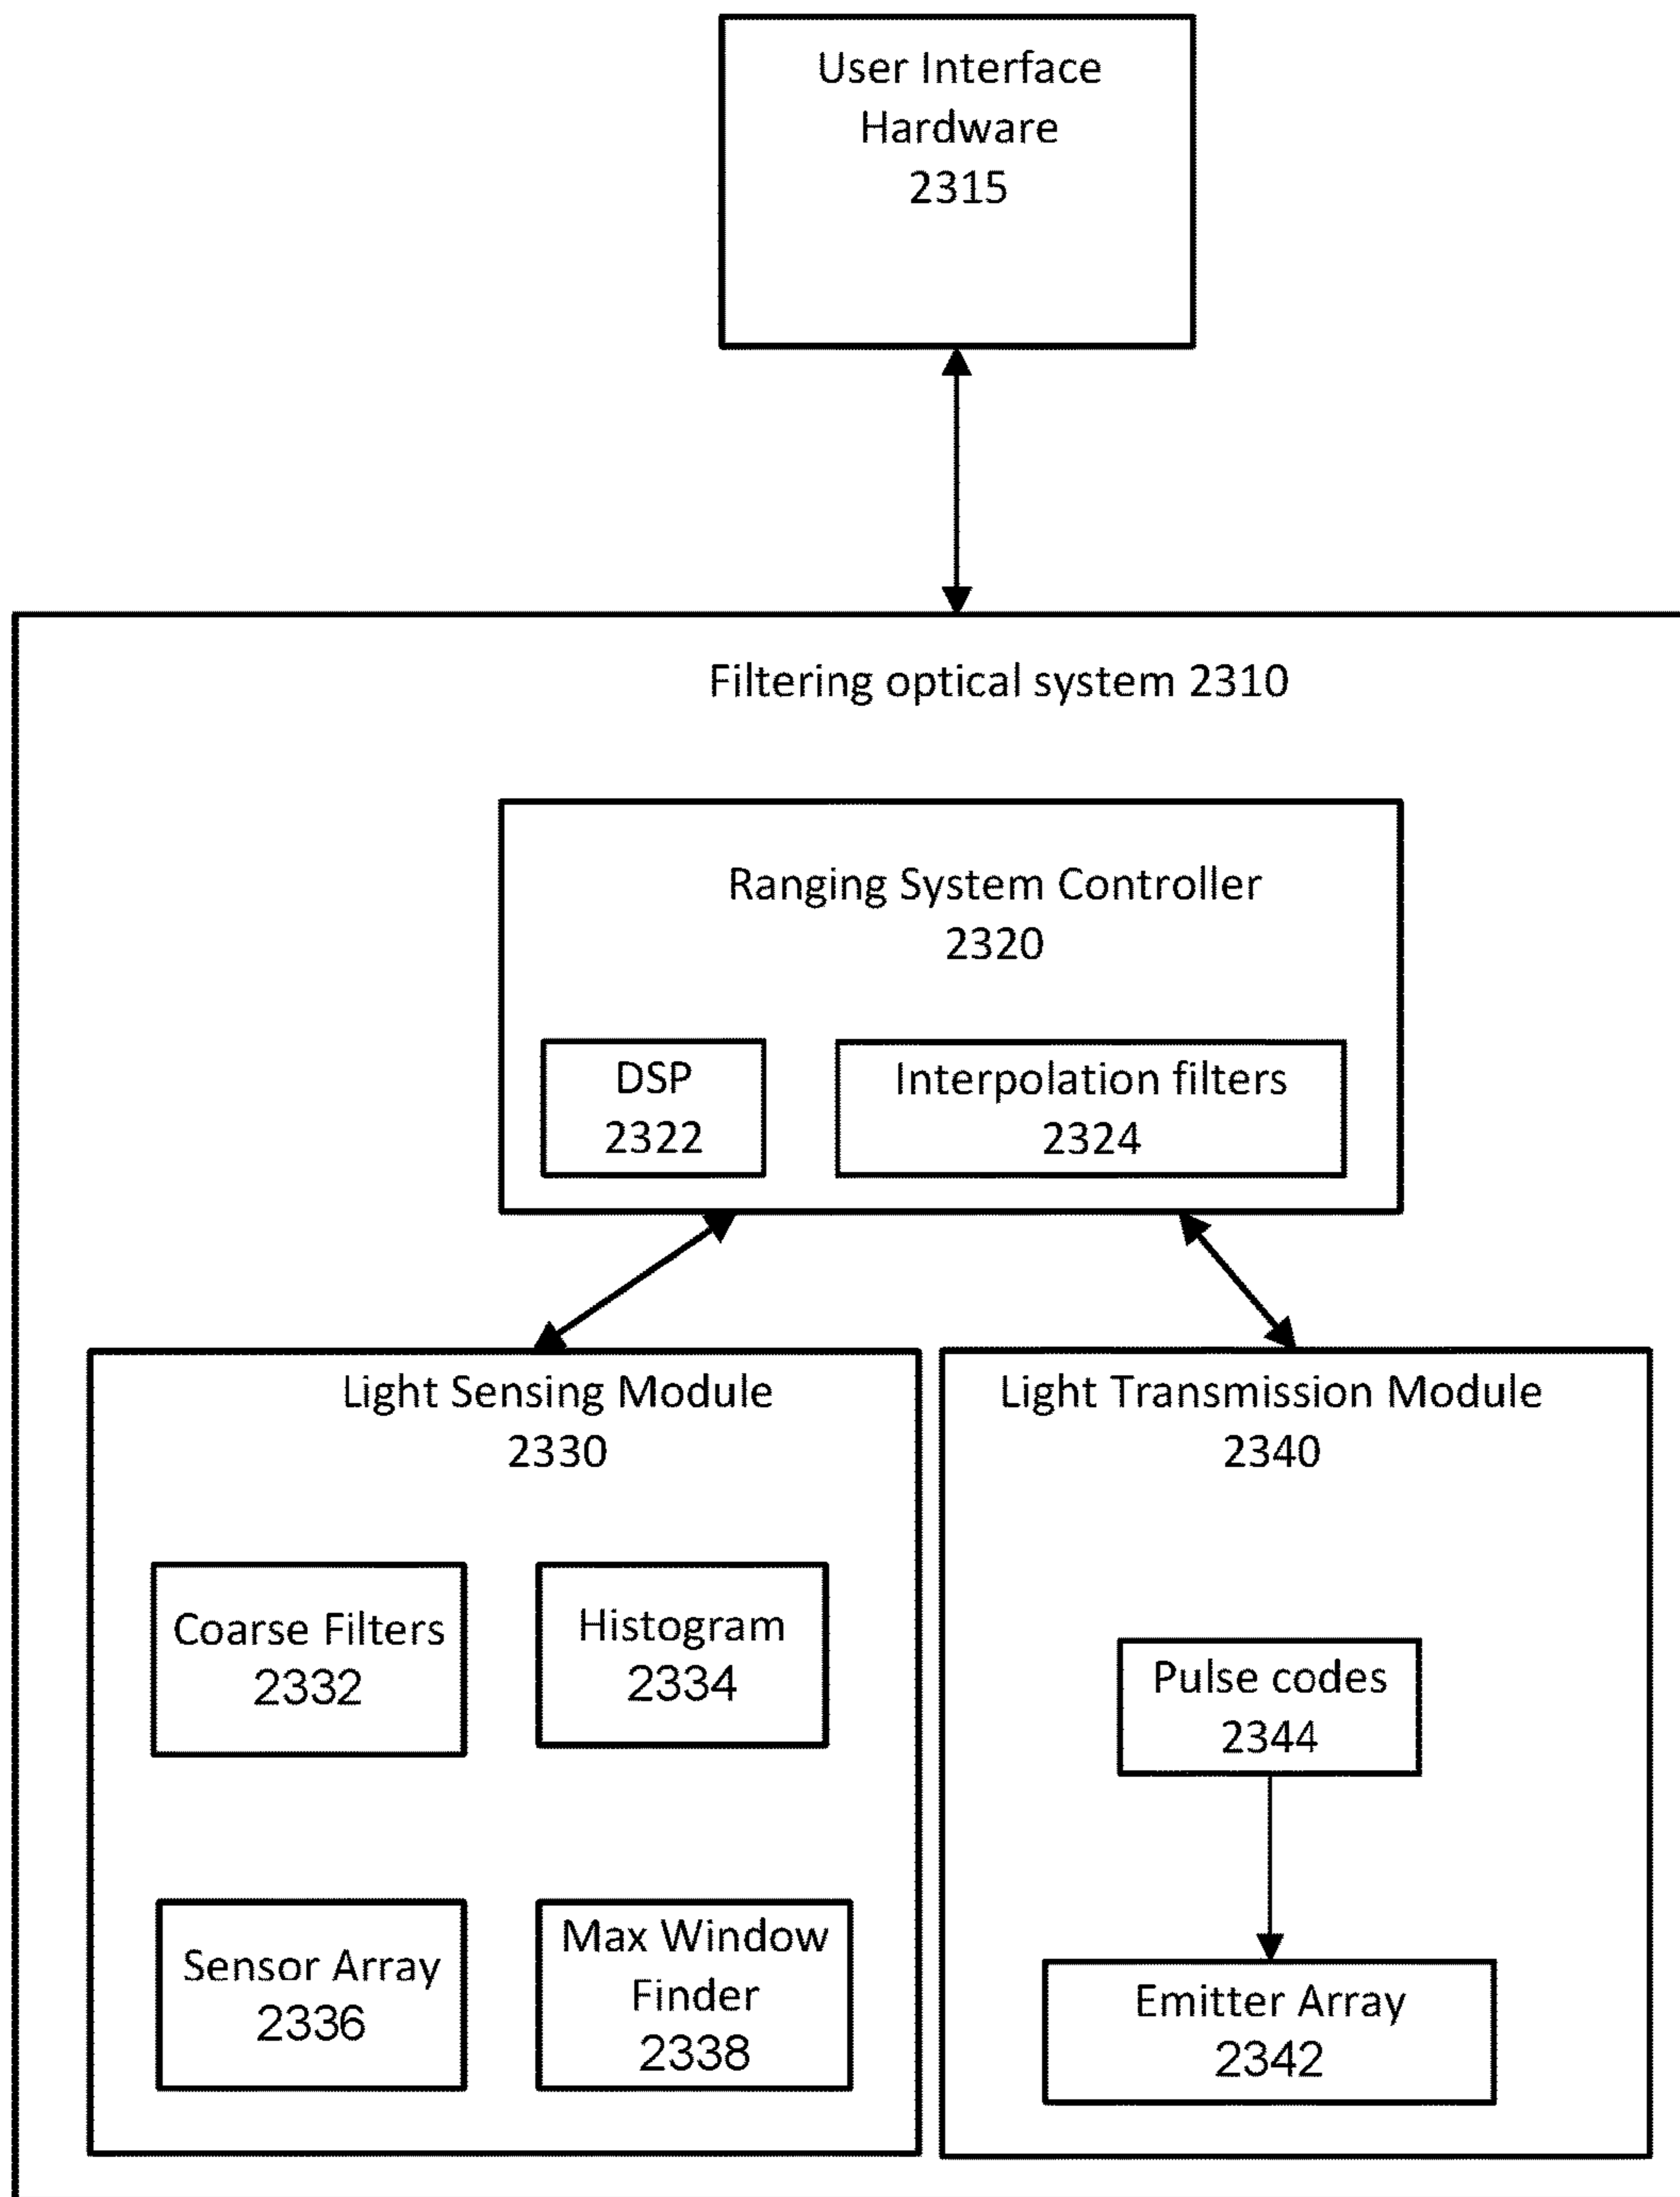 User Interface
Hardware
2315
Filtering optical system 2310
Ranging System Controller
2320
DSP
2322
Interpolation filters
2324
Light Sensing Module
2330
Light Transmission Module
2340
Coarse Filters
2332
Histogram
2334
Pulse codes
2344
Sensor Array
2336
Max Window
Finder
2338
Emitter Array
2342